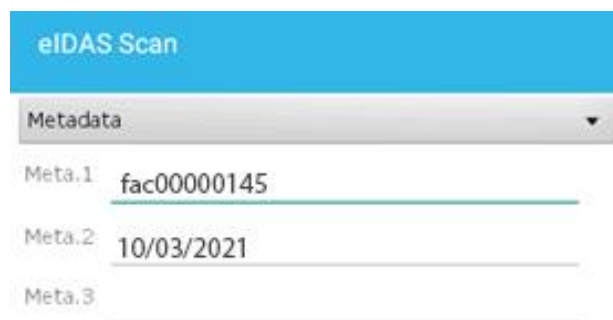 eIDAS Scan
Metadata
Meta.1 fac00000145
Meta.2 10/03/2021
Meta.3